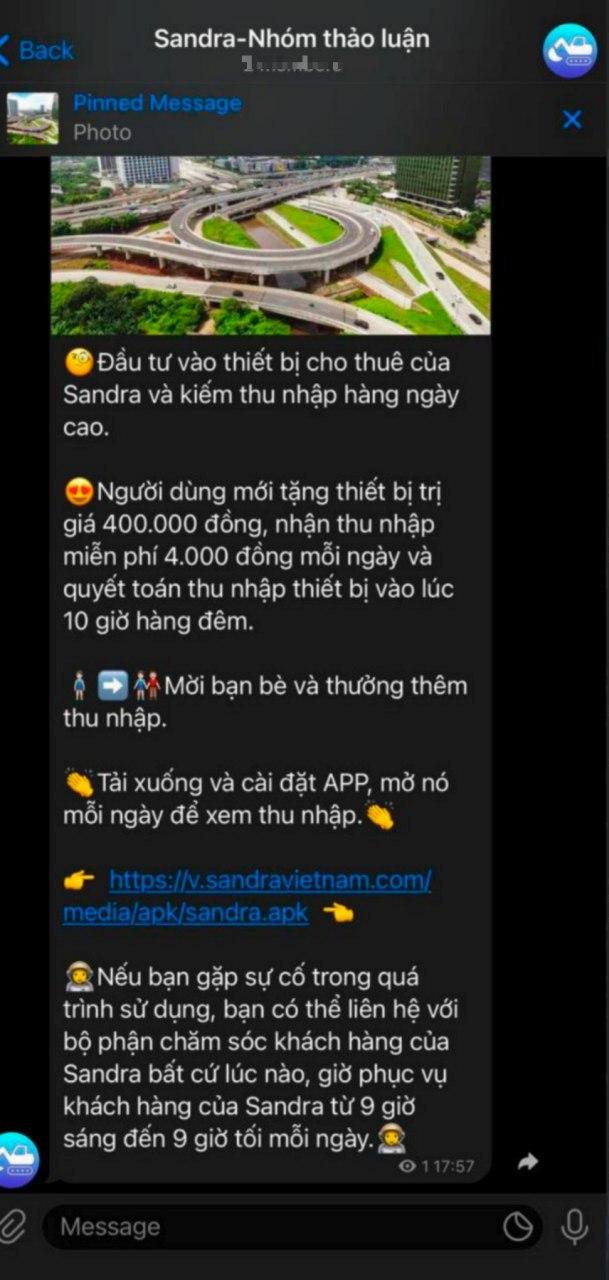 Back
Sandra-Nhóm thảo luận
Pinned Message
Photo
Đầu tư vào thiết bị cho thuê của
Sandra và kiếm thu nhập hàng ngày
cao.
Người dùng mới tặng thiết bị trị
giá 400.000 đồng, nhận thu nhập
miễn phí 4.000 đồng mỗi ngày và
quyết toán thu nhập thiết bị vào lúc
10 giờ hàng đêm.
Mời bạn bè và thưởng thêm
thu nhập.
Tải xuống và cài đặt APP, mở nó
mỗi ngày để xem thu nhập.
https://v.sandravietnam.com/
media/apk/sandra.apk
Nếu bạn gặp sự cố trong quá
trình sử dụng, bạn có thể liên hệ với
bộ phận chăm sóc khách hàng của
Sandra bất cứ lúc nào, giờ phục vụ
khách hàng của Sandra từ 9 giờ
sáng đến 9 giờ tối mỗi ngày.
1 17:57
Message